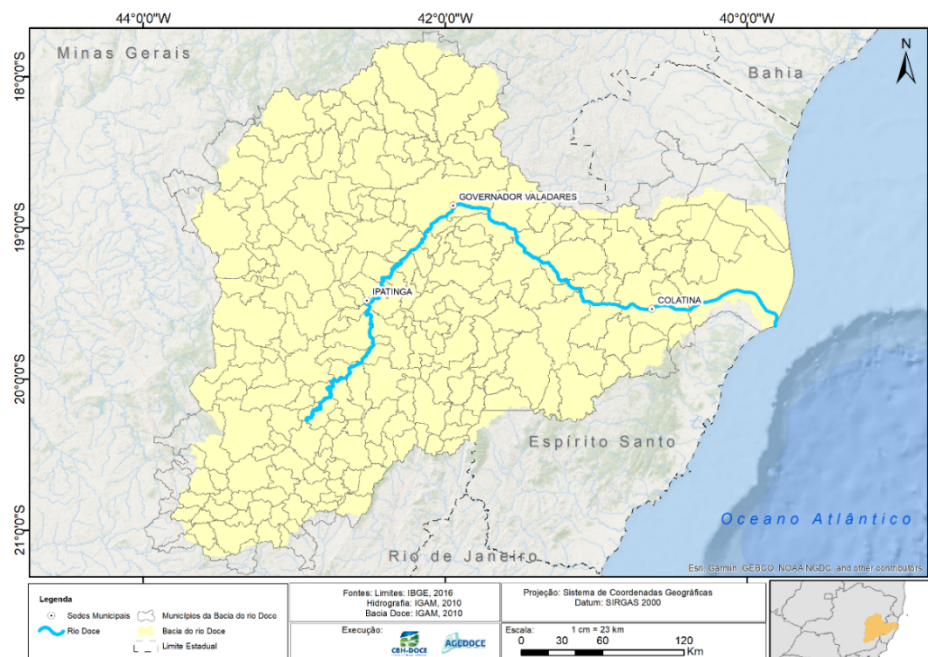 44°0'0"W 42°0'0"W 40°0'0"W
Minas Gerais
N
Bahia
18°0'0"S
GOVERNADOR VALADARES
19°0'0"S
IPATINGA
COLATINA
20°0'0"S
Espírito Santo
21°0'0"S
Oceano Atlântico
Rio de Janeiro
Esri, Garmin, GEBCO, NOAA NGDC, and other contributors
Legenda
Sedes Municipais
Municípios da Bacia do rio Doce
Rio Doce
Bacia do rio Doce
Limite Estadual
Fontes: Limites: IBGE, 2016
Hidrografia: IGAM, 2010
Bacia Doce: IGAM, 2010
Execução:
CBH-DOCE
AGEDOCE
Projeção: Sistema de Coordenadas Geográficas
Datum: SIRGAS 2000
Escala: 1 cm = 23 km
0 30 60 120
Km